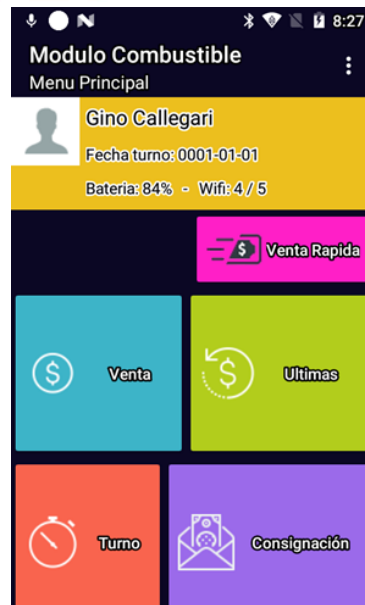 8:27
Modulo Combustible
Menu Principal
Gino Callegari
Fecha turno: 0001-01-01
Bateria: 84% - Wifi: 4 / 5
$ Venta Rapida
$ Venta
$ Ultimas
Turno
Consignación